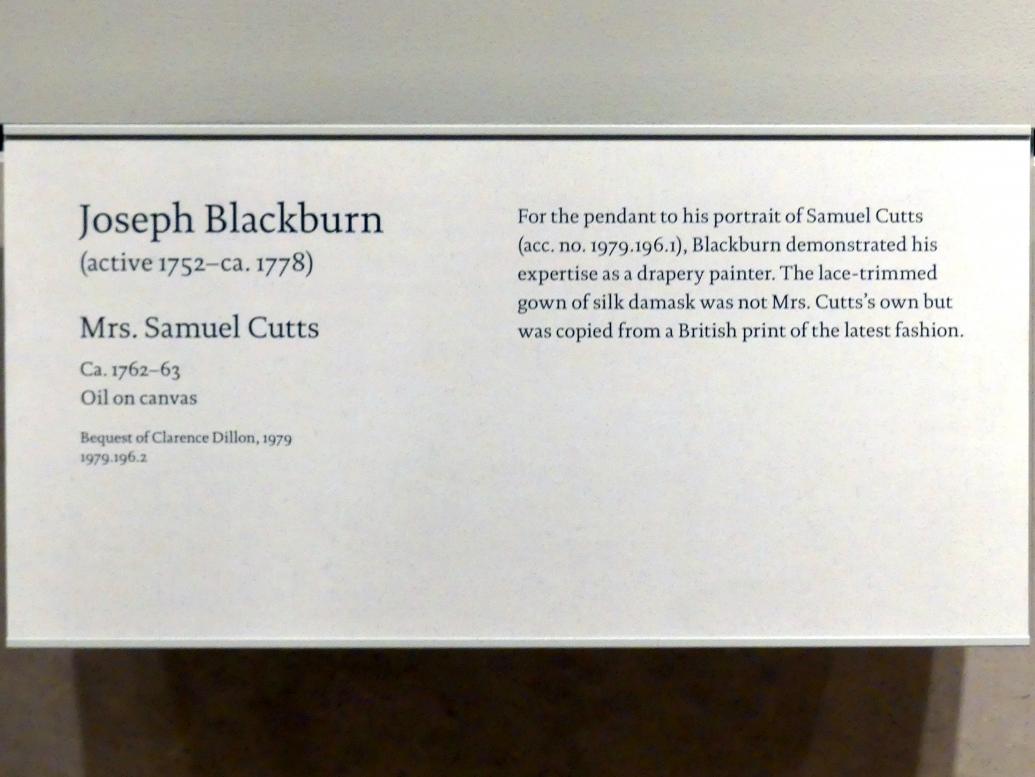 Joseph Blackburn
(active 1752–ca. 1778)
Mrs. Samuel Cutts
Ca. 1762–63
Oil on canvas
Bequest of Clarence Dillon, 1979
1979.196.2
For the pendant to his portrait of Samuel Cutts
(acc. no. 1979.196.1), Blackburn demonstrated his
expertise as a drapery painter. The lace-trimmed
gown of silk damask was not Mrs. Cutts’s own but
was copied from a British print of the latest fashion.